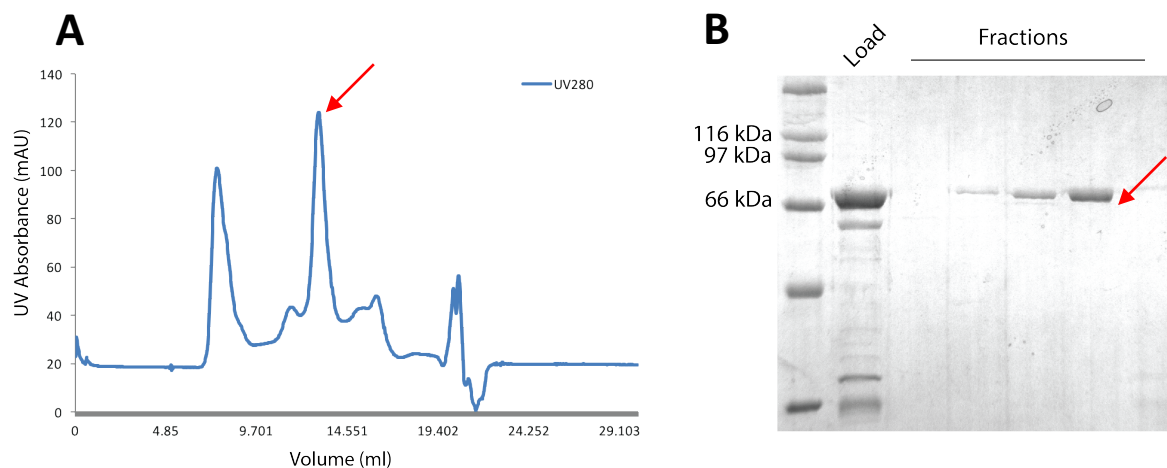 A
UV Absorbance (mAU)
140
120
100
80
60
40
20
0
UV280
0 4.85 9.701 14.551 19.402 24.252 29.103
Volume (ml)
B
Load
Fractions
116 kDa
97 kDa
66 kDa